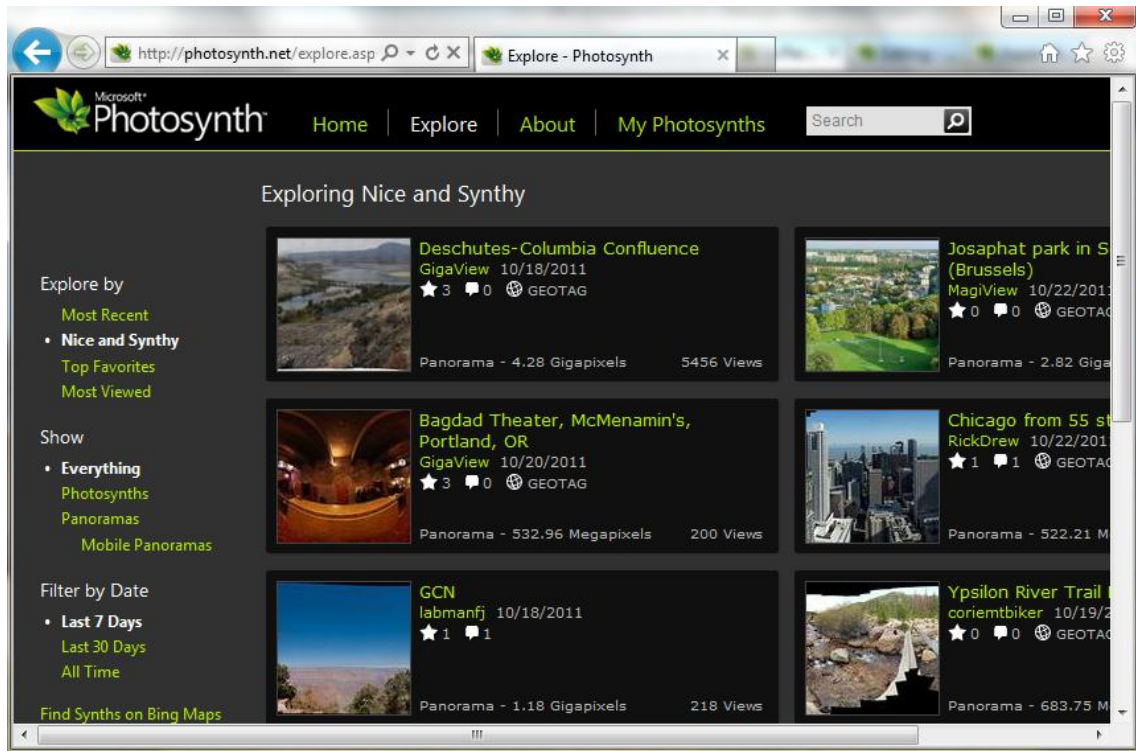 http://photosynth.net/explore.asp
Explore - Photosynth
Microsoft®
Photosynth™
Home
Explore
About
My Photosynths
Search
Exploring Nice and Synthy
Explore by
Most Recent
• Nice and Synthy
Top Favorites
Most Viewed
Show
• Everything
Photosynths
Panoramas
Mobile Panoramas
Filter by Date
• Last 7 Days
Last 30 Days
All Time
Find Synths on Bing Maps
Deschutes-Columbia Confluence
GigaView 10/18/2011
3 0 GEOTAG
Panorama - 4.28 Gigapixels 5456 Views
Josaphat park in S
(Brussels)
MagiView 10/22/2011
0 0 GEOTAG
Panorama - 2.82 Giga
Bagdad Theater, McMenamin's,
Portland, OR
GigaView 10/20/2011
3 0 GEOTAG
Panorama - 532.96 Megapixels 200 Views
Chicago from 55 st
RickDrew 10/22/201
1 1 GEOTAG
Panorama - 522.21 M
GCN
labmanfj 10/18/2011
1 1
Panorama - 1.18 Gigapixels 218 Views
Ypsilon River Trail
coriemtbiker 10/19/2
0 0 GEOTAG
Panorama - 683.75 M